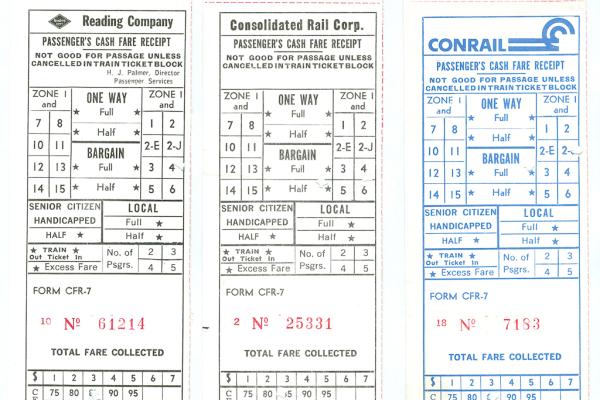 Reading Company
PASSENGER'S CASH FARE RECEIPT
NOT GOOD FOR PASSAGE UNLESS
CANCELLED IN TRAIN TICKET BLOCK
H. J. Palmer, Director
Passenger Services
ZONE 1 and
ONE WAY
7 8 ★ Full ★ 1 2
10 11 ★ Half ★ 2-E 2-J
BARGAIN
12 13 ★ Full ★ 3 4
14 15 ★ Half ★ 5 6
SENIOR CITIZEN LOCAL
HANDICAPPED Full ★
HALF ★ Half ★
★ TRAIN ★ No. of 2 3
Out Ticket In
★ Excess Fare Psgrs. 4 5
FORM CFR-7
10 No 61214
TOTAL FARE COLLECTED
$ 1 2 3 4 5 6 7
75 80 90 95
Consolidated Rail Corp.
PASSENGER'S CASH FARE RECEIPT
NOT GOOD FOR PASSAGE UNLESS
CANCELLED IN TRAIN TICKET BLOCK
ZONE 1 and
ONE WAY
ZONE 1 and
7 8 ★ Full ★ 1 2
10 11 ★ Half ★ 2-E 2-J
BARGAIN
12 13 ★ Full ★ 3 4
14 15 ★ Half 5 6
SENIOR CITIZEN LOCAL
HANDICAPPED Full ★
HALF ★ Half ★
★ TRAIN ★ No. of 2 3
Out Ticket In
★ Excess Fare Psgrs. 4 5
FORM CFR-7
2 No 25331
TOTAL FARE COLLECTED
$ 1 2 3 4 5 6 7
75 80 90 95
CONRAIL
PASSENGER'S CASH FARE RECEIPT
NOT GOOD FOR PASSAGE UNLESS
CANCELLED IN TRAIN TICKET BLOCK
ZONE 1 and
ONE WAY
ZONE 1 and
7 8 ★ Full ★ 1 2
10 11 ★ Half ★ 2-E
BARGAIN
12 13 ★ Full ★ 3 4
14 15 ★ Half ★ 5 6
SENIOR CITIZEN LOCAL
HANDICAPPED Full ★
HALF ★ Half ★
★ TRAIN ★ No. of 2 3
Out Ticket In
★ Excess Fare Psgrs. 4 5
FORM CFR-7
18 No 7183
TOTAL FARE COLLECTED
$ 1 2 3 4 5 6 7
75 80 85 90 95